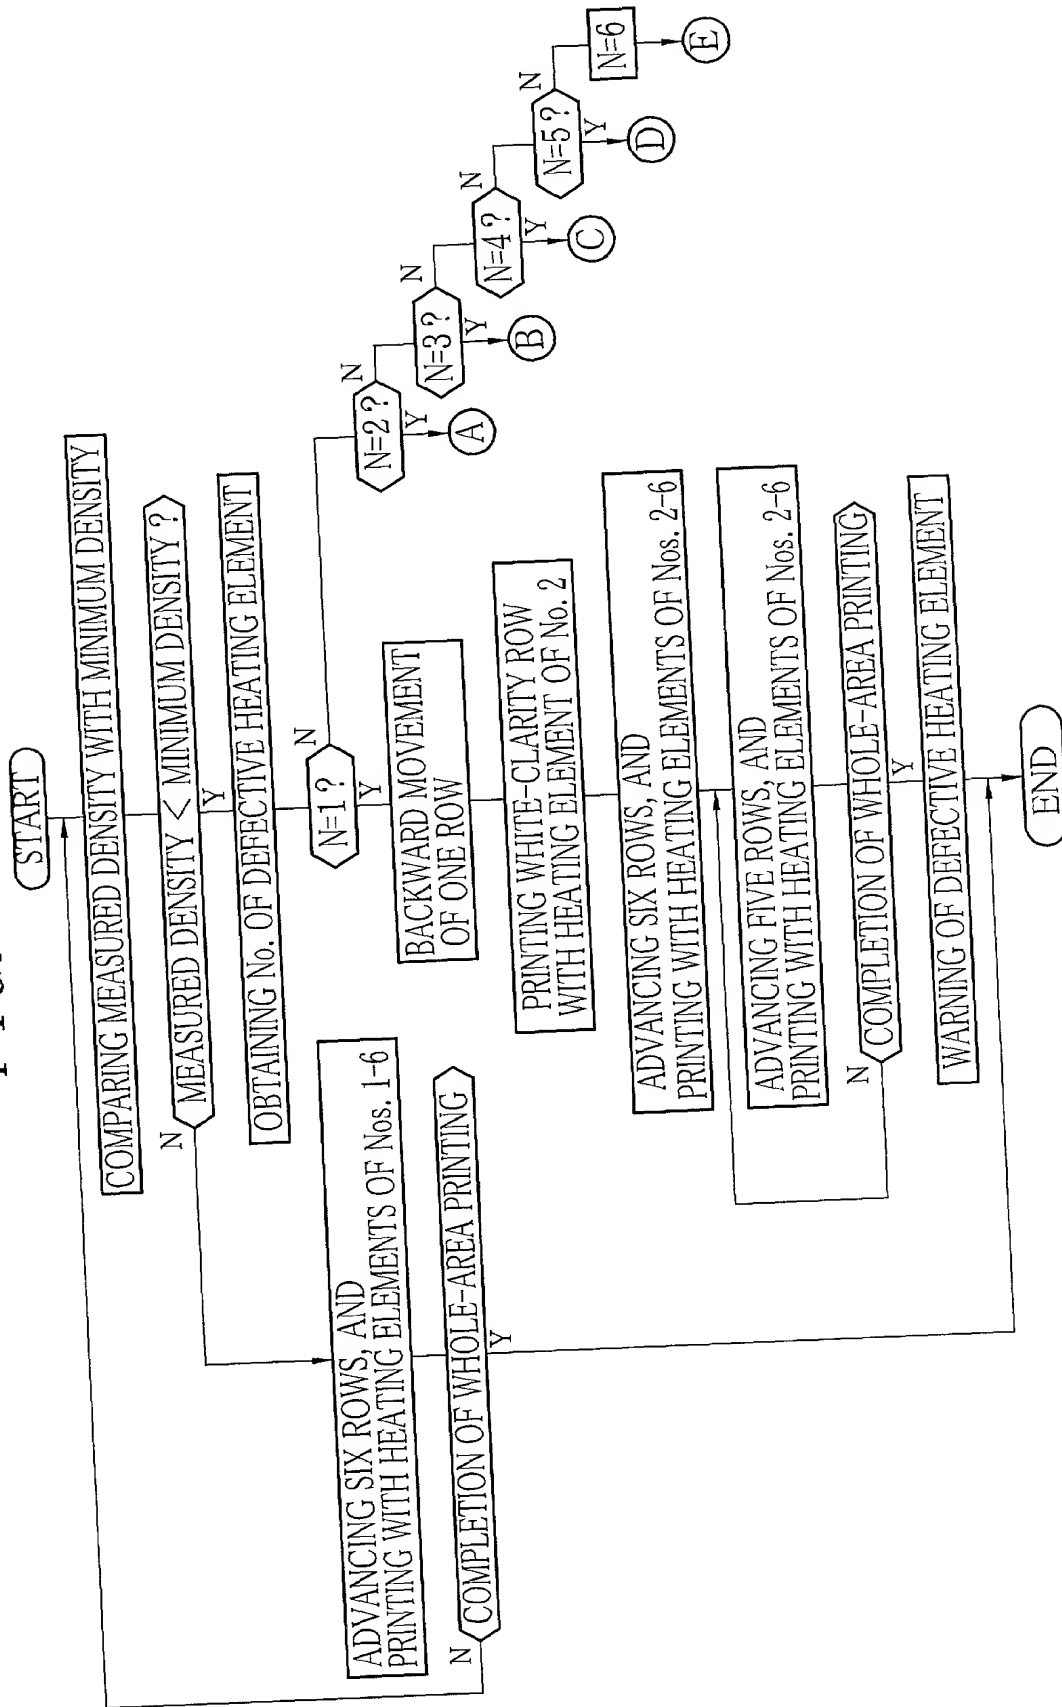 START
COMPARING MEASURED DENSITY WITH MINIMUM DENSITY
MEASURED DENSITY < MINIMUM DENSITY ?
N
Y
OBTAINING No. OF DEFECTIVE HEATING ELEMENT
N=1 ?
N
Y
N=2 ?
N
Y
A
N=3 ?
N
Y
B
N=4 ?
N
Y
C
N=5 ?
N
Y
D
N=6
E
BACKWARD MOVEMENT
OF ONE ROW
PRINTING WHITE-CLARITY ROW
WITH HEATING ELEMENT OF No. 2
ADVANCING SIX ROWS, AND
PRINTING WITH HEATING ELEMENTS OF Nos. 2-6
ADVANCING FIVE ROWS, AND
PRINTING WITH HEATING ELEMENTS OF Nos. 2-6
COMPLETION OF WHOLE-AREA PRINTING
N
Y
WARNING OF DEFECTIVE HEATING ELEMENT
ADVANCING SIX ROWS, AND
PRINTING WITH HEATING ELEMENTS OF Nos. 1-6
COMPLETION OF WHOLE-AREA PRINTING
N
Y
END